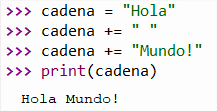 >>> cadena = "Hola"
>>> cadena += " "
>>> cadena += "Mundo!"
>>> print(cadena)
Hola Mundo!